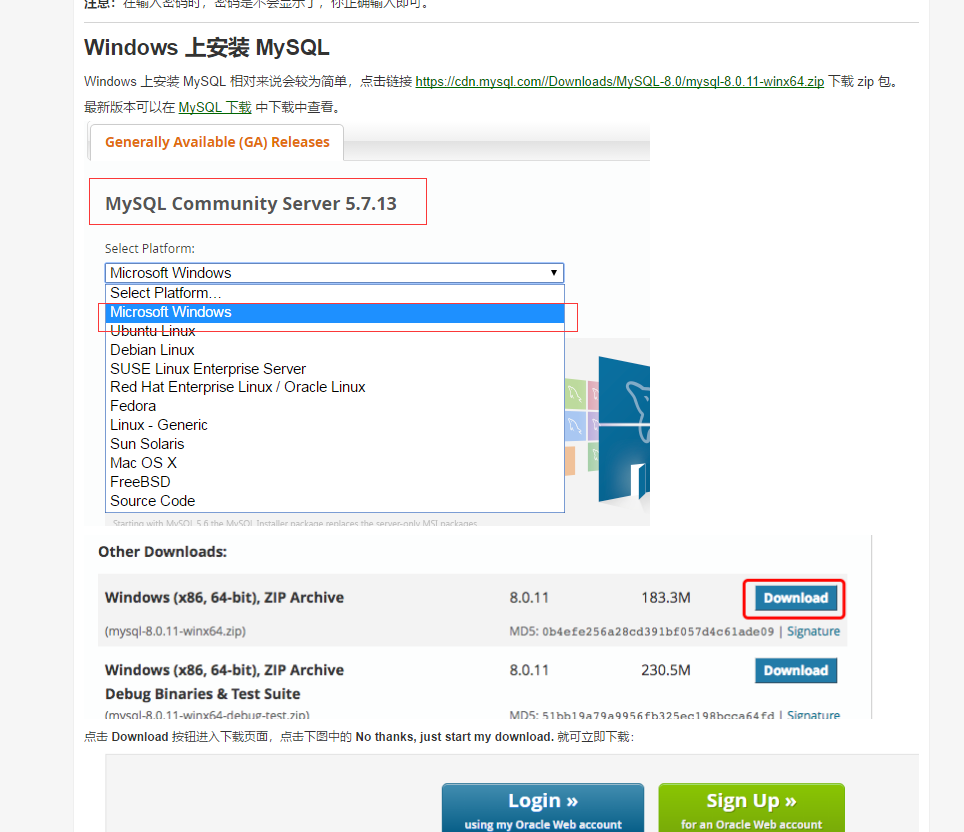 注意：在输入密码时，密码是不会显示了，你正确输入即可。
Windows 上安装 MySQL
Windows 上安装 MySQL 相对来说会较为简单，点击链接 https://cdn.mysql.com//Downloads/MySQL-8.0/mysql-8.0.11-winx64.zip 下载 zip 包。
最新版本可以在 MySQL 下载 中下载中查看。
Generally Available (GA) Releases
MySQL Community Server 5.7.13
Select Platform:
Microsoft Windows
Select Platform…
Microsoft Windows
Ubuntu Linux
Debian Linux
SUSE Linux Enterprise Server
Red Hat Enterprise Linux / Oracle Linux
Fedora
Linux - Generic
Sun Solaris
Mac OS X
FreeBSD
Source Code
Starting with MySQL 5.6 the MySQL Installer package replaces the server-only MSI packages.
Other Downloads:
Windows (x86, 64-bit), ZIP Archive 8.0.11 183.3M Download
(mysql-8.0.11-winx64.zip) MD5: 0b4efe256a28cd391bf057d4c61ade09 | Signature
Windows (x86, 64-bit), ZIP Archive 8.0.11 230.5M Download
Debug Binaries & Test Suite
(mysql-8.0.11-winx64-debug-test.zip) MD5: 51bb19a79a9956fb325ec198bcca64fd | Signature
点击 Download 按钮进入下载页面，点击下图中的 No thanks, just start my download. 就可立即下载：
Login » Sign Up »
using my Oracle Web account for an Oracle Web account